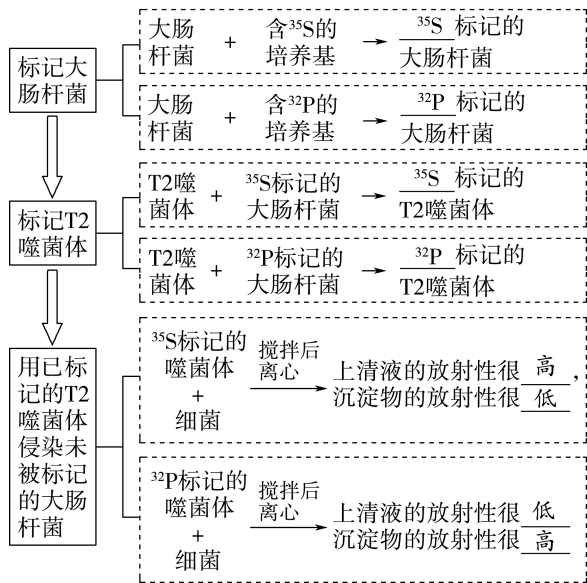 标记大
肠杆菌
大肠
杆菌
+
含³⁵S的
培养基
→
³⁵S 标记的
大肠杆菌
大肠
杆菌
+
含³²P的
培养基
→
³²P 标记的
大肠杆菌
标记T2
噬菌体
T2噬
菌体
+
³⁵S标记的
大肠杆菌
→
³⁵S 标记的
T2噬菌体
T2噬
菌体
+
³²P标记的
大肠杆菌
→
³²P 标记的
T2噬菌体
用已标
记的T2
噬菌体
侵染未
被标记
的大肠
杆菌
³⁵S标记的
噬菌体
+
细菌
搅拌后
离心
上清液的放射性很 高 ,
沉淀物的放射性很 低
³²P标记的
噬菌体
+
细菌
搅拌后
离心
上清液的放射性很 低
沉淀物的放射性很 高